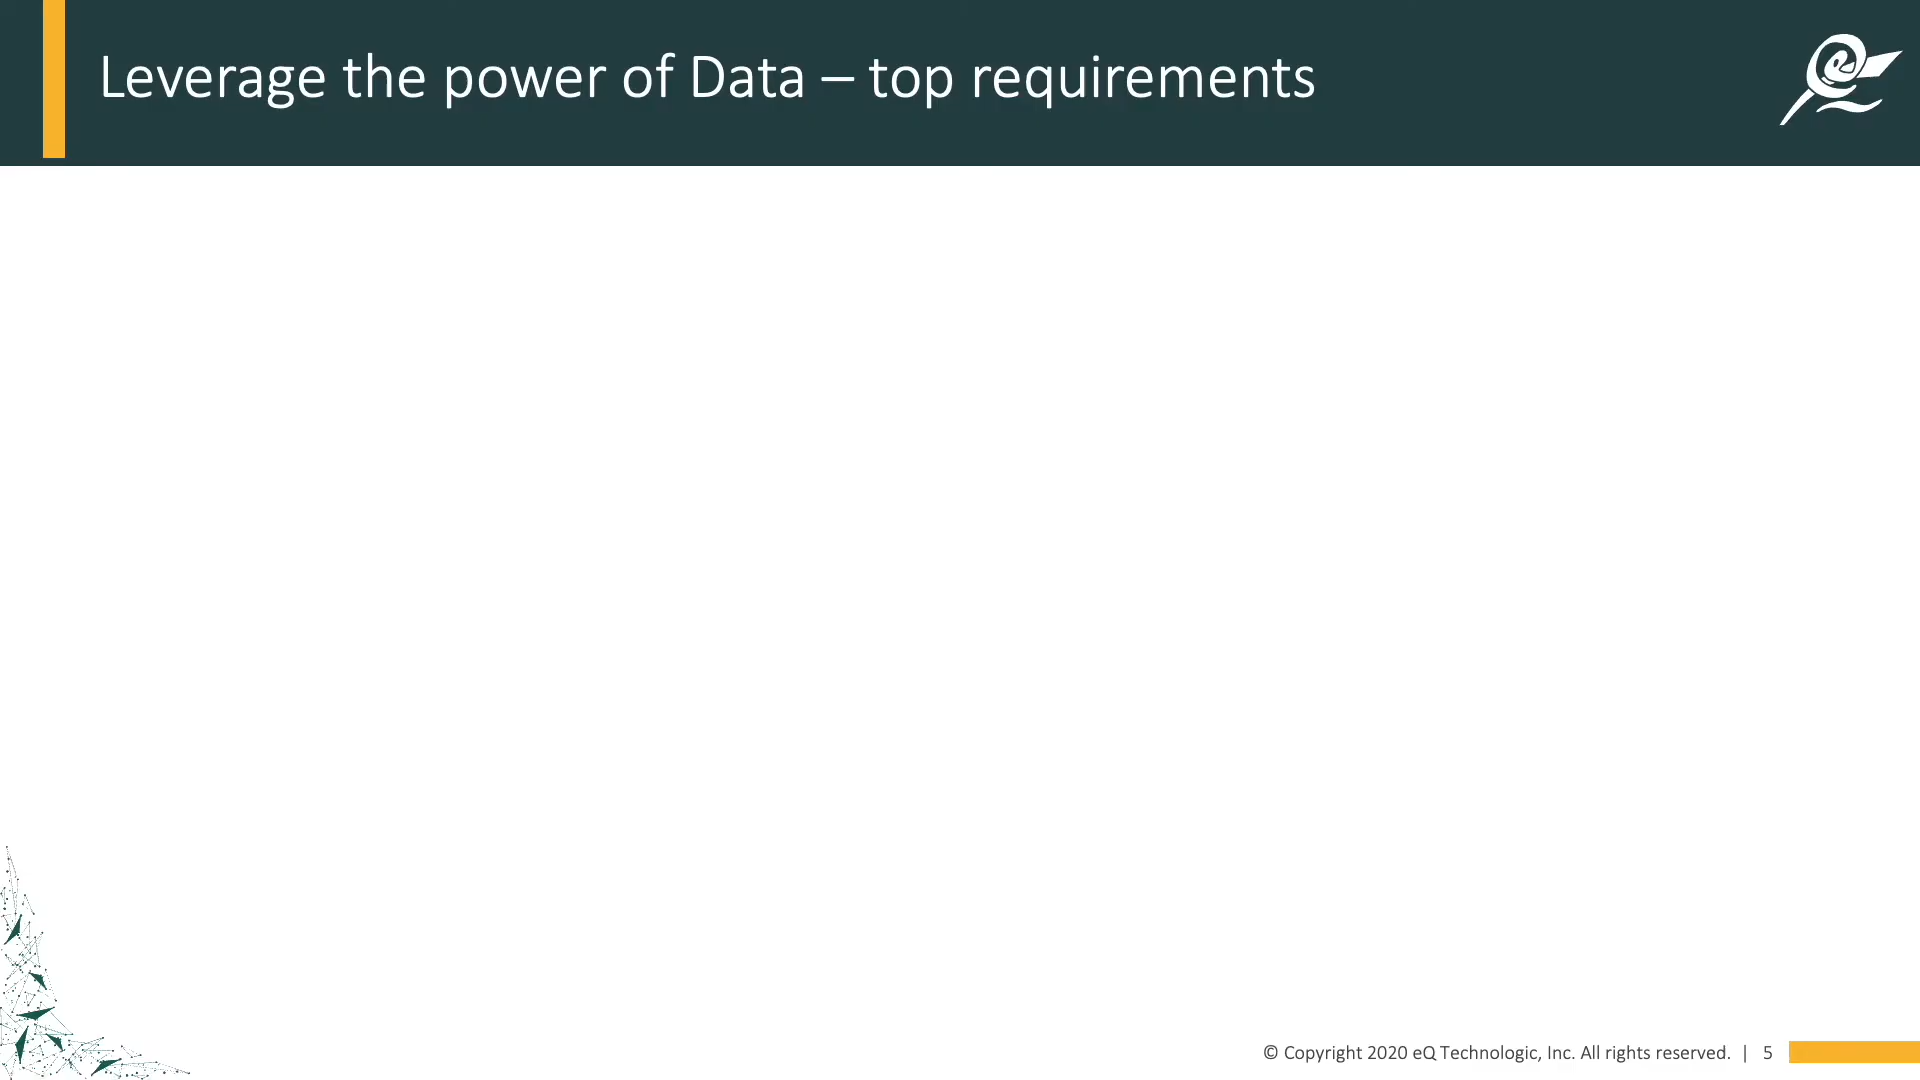 Leverage the power of Data – top requirements
© Copyright 2020 eQ Technologic, Inc. All rights reserved. | 5